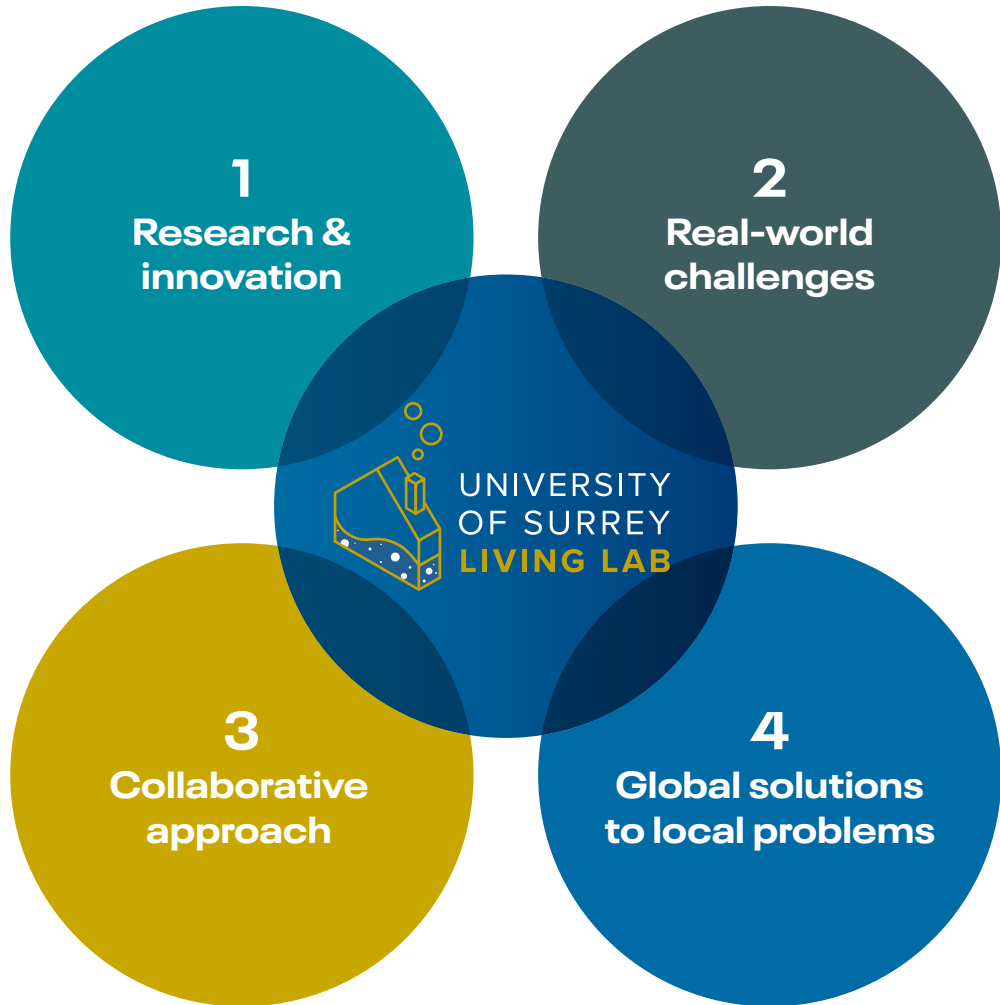 1
Research &
innovation
2
Real-world
challenges
UNIVERSITY
OF SURREY
LIVING LAB
3
Collaborative
approach
4
Global solutions
to local problems